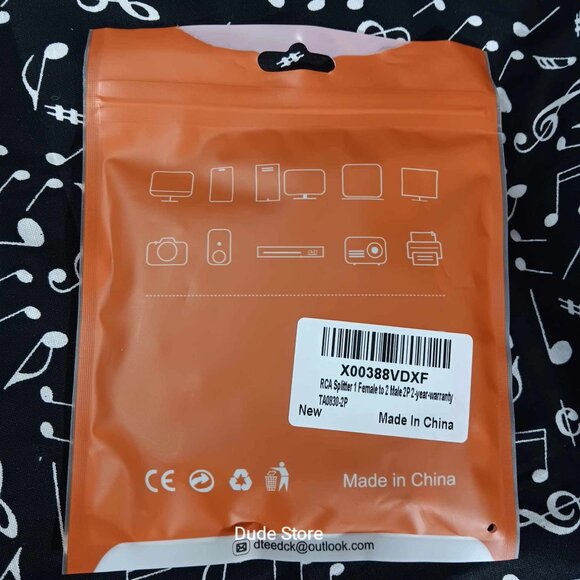 X00388VDXF
RCA Splitter 1 Female to 2 Male 2P 2-year-warranty
TA0830-2P
New
Made In China
CE
Made in China
Dude Store
dteedck@outlook.com